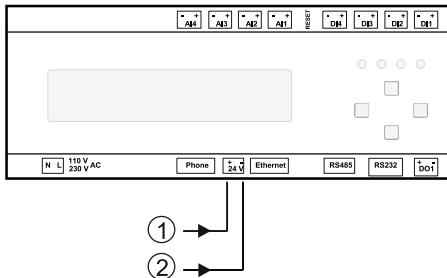 - + AI4 - + AI3 - + AI2 - + AI1 RESET - + DI4 - + DI3 - + DI2 - + DI1
N L 110 V 230 V AC Phone + - 24 V Ethernet RS485 RS232 + - DO1
1
2